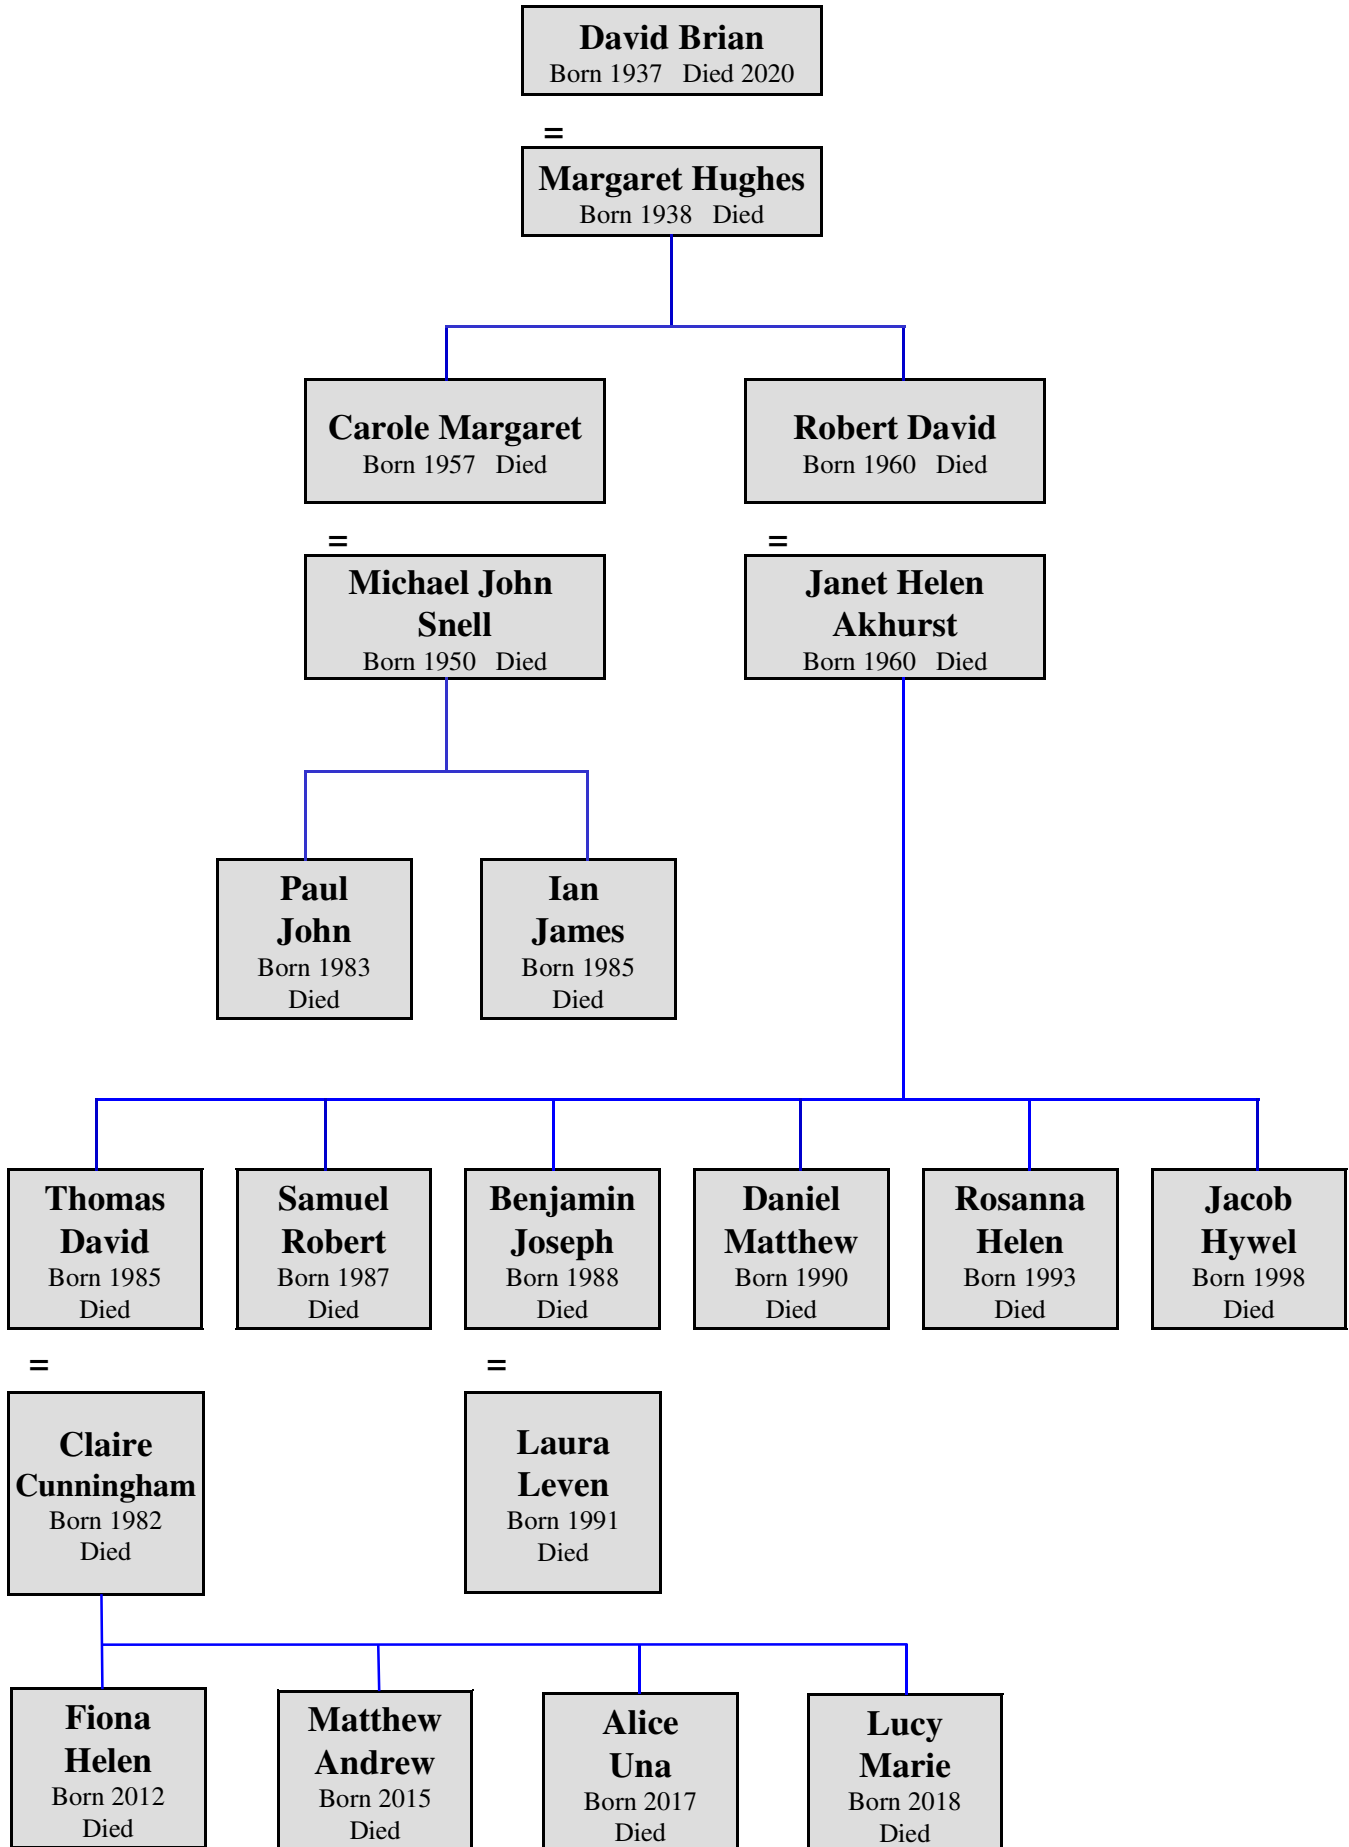 David Brian
Born 1937 Died 2020
=
Margaret Hughes
Born 1938 Died
Carole Margaret
Born 1957 Died
Robert David
Born 1960 Died
=
=
Michael John
Snell
Born 1950 Died
Janet Helen
Akhurst
Born 1960 Died
Paul
John
Born 1983
Died
Ian
James
Born 1985
Died
Thomas
David
Born 1985
Died
Samuel
Robert
Born 1987
Died
Benjamin
Joseph
Born 1988
Died
Daniel
Matthew
Born 1990
Died
Rosanna
Helen
Born 1993
Died
Jacob
Hywel
Born 1998
Died
=
=
Claire
Cunningham
Born 1982
Died
Laura
Leven
Born 1991
Died
Fiona
Helen
Born 2012
Died
Matthew
Andrew
Born 2015
Died
Alice
Una
Born 2017
Died
Lucy
Marie
Born 2018
Died